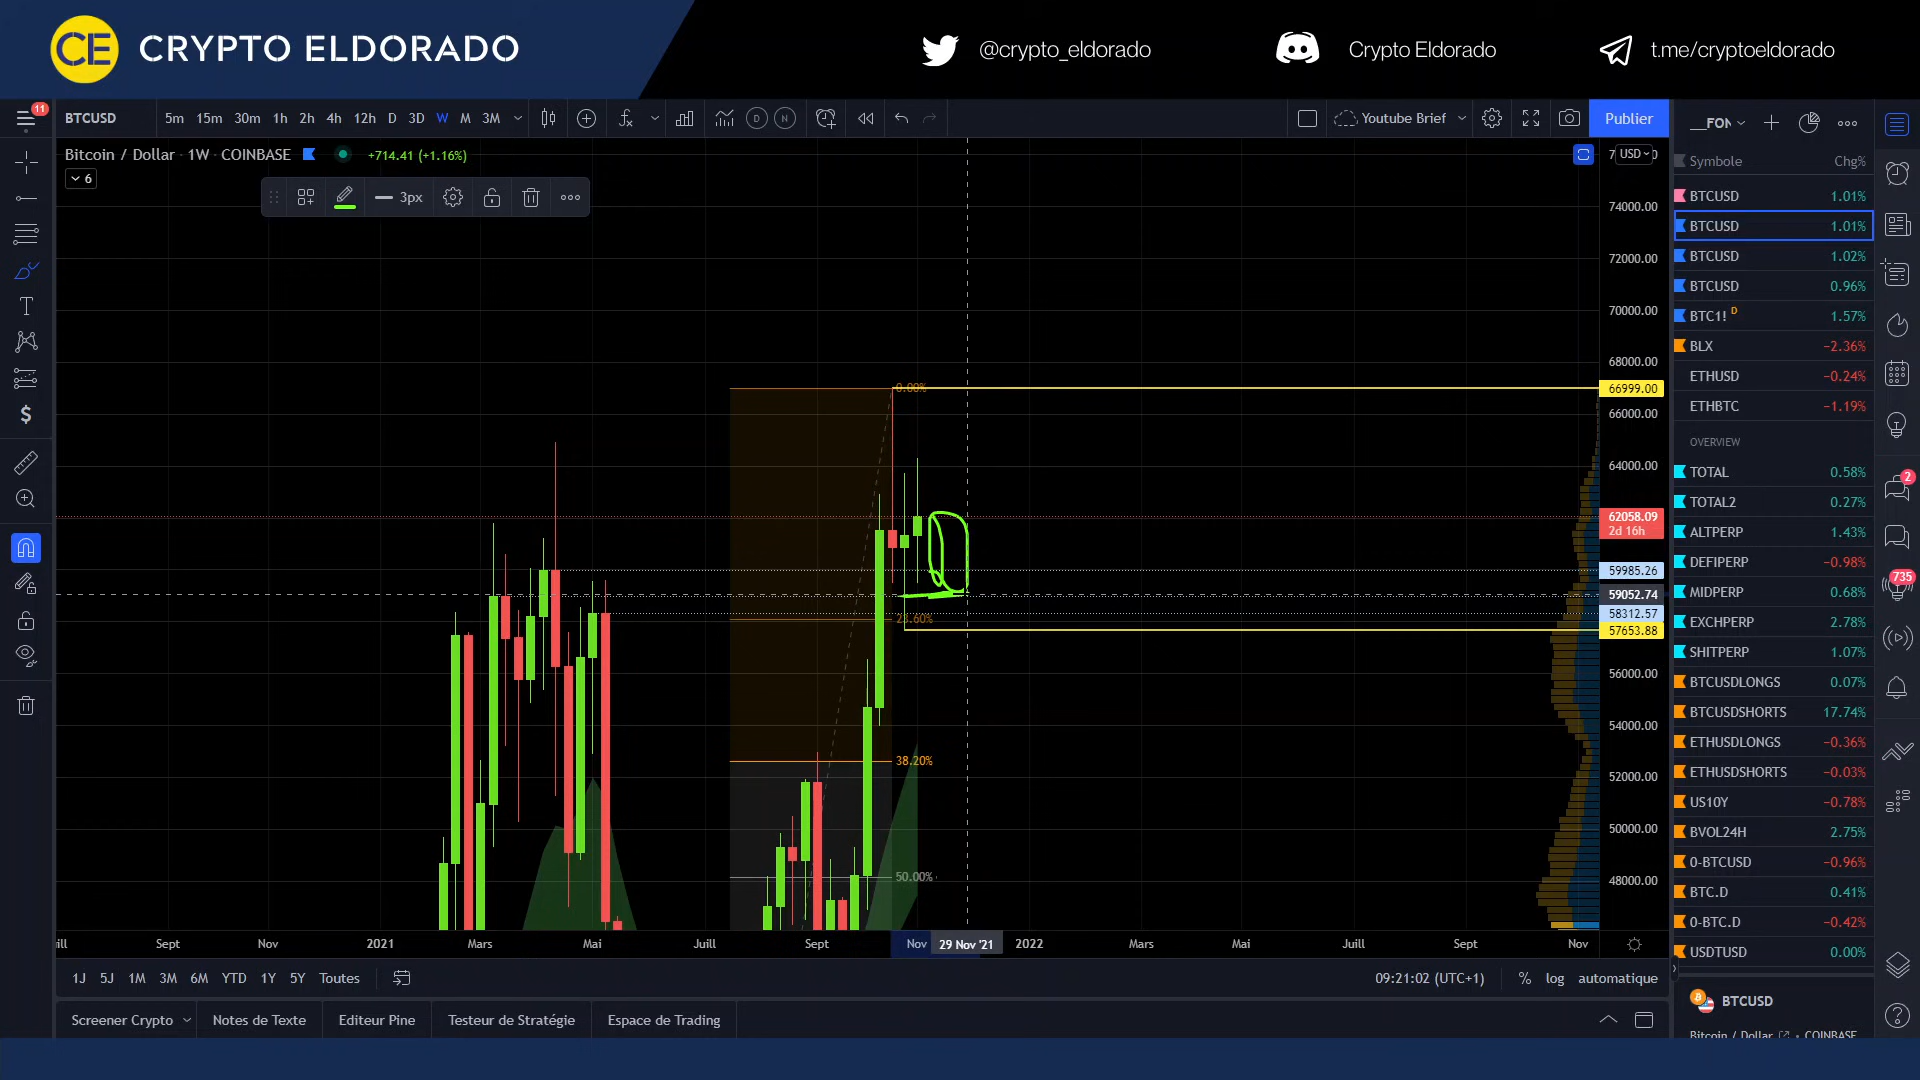 CE CRYPTO ELDORADO
@crypto_eldorado
Crypto Eldorado
t.me/cryptoeldorado
11
BTCUSD 5m 15m 30m 1h 2h 4h 12h D 3D W M 3M D N
Youtube Brief Publier
Bitcoin / Dollar · 1W · COINBASE +714.41 (+1.16%)
6
3px
USD
74000.00
72000.00
70000.00
68000.00
66999.00
66000.00
64000.00
62058.09
2d 16h
59985.26
59052.74
58312.57
57653.88
56000.00
54000.00
52000.00
50000.00
48000.00
0.00%
23.60%
38.20%
50.00%
Sept Nov 2021 Mars Mai Juill Sept Nov 29 Nov '21 2022 Mars Mai Juill Sept Nov
1J 5J 1M 3M 6M YTD 1Y 5Y Toutes
09:21:02 (UTC+1) % log automatique
Screener Crypto Notes de Texte Editeur Pine Testeur de Stratégie Espace de Trading
Symbole Chg%
BTCUSD 1.01%
BTCUSD 1.01%
BTCUSD 1.02%
BTCUSD 0.96%
BTC1! D 1.57%
BLX −2.36%
ETHUSD −0.24%
ETHBTC −1.19%
OVERVIEW
TOTAL 0.58%
TOTAL2 0.27%
ALTPERP 1.43%
DEFIPERP −0.98%
MIDPERP 0.68%
EXCHPERP 2.78%
SHITPERP 1.07%
BTCUSDLONGS 0.07%
BTCUSDSHORTS 17.74%
ETHUSDLONGS −0.36%
ETHUSDSHORTS −0.03%
US10Y −0.78%
BVOL24H 2.75%
0-BTCUSD −0.96%
BTC.D 0.41%
0-BTC.D −0.42%
USDTUSD 0.00%
BTCUSD
Bitcoin / Dollar • COINBASE
2
735